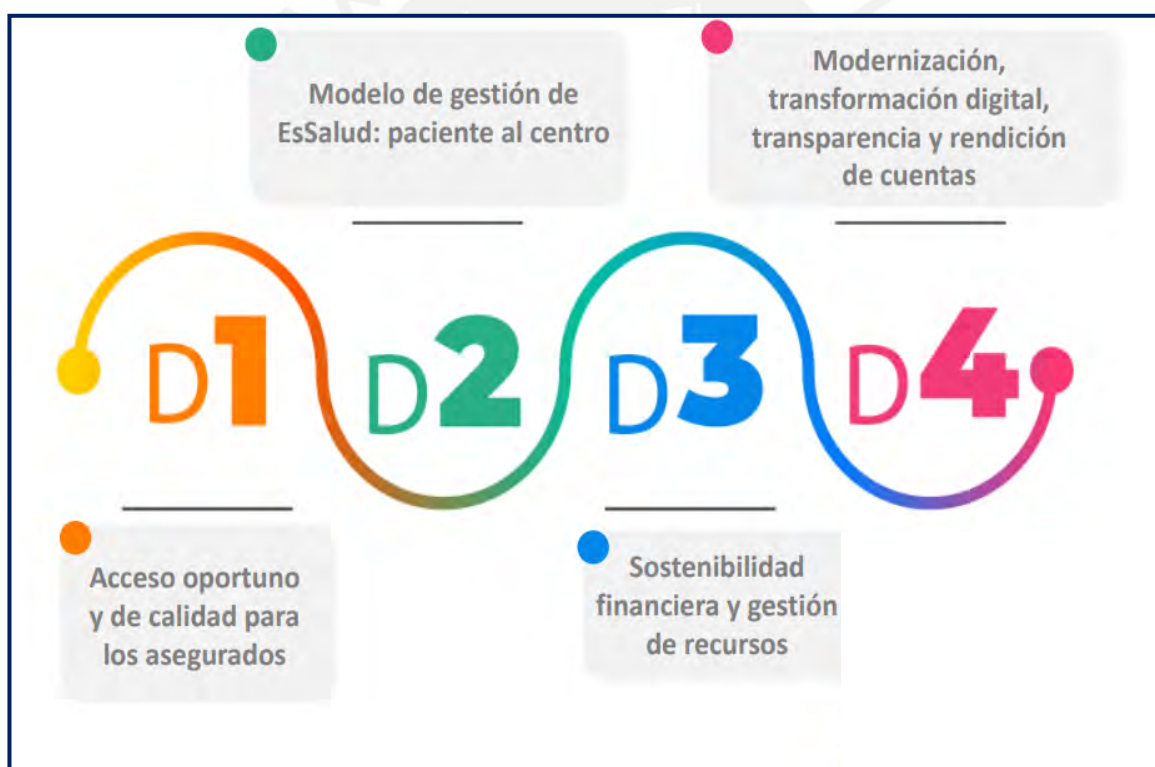 Modelo de gestión de
EsSalud: paciente al centro
Modernización,
transformación digital,
transparencia y rendición
de cuentas
D1
D2
D3
D4
Acceso oportuno
y de calidad para
los asegurados
Sostenibilidad
financiera y gestión
de recursos